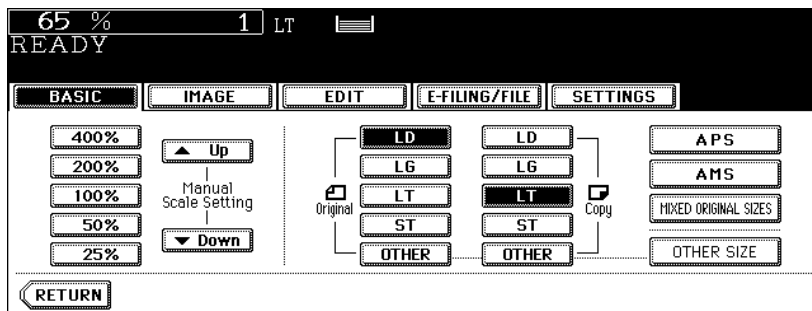 65 % 1 LT
READY
BASIC IMAGE EDIT E-FILING/FILE SETTINGS
400% Up LD LD APS
200% LG LG AMS
100% Manual Scale Setting Original LT LT Copy MIXED ORIGINAL SIZES
50% ST ST
25% Down OTHER OTHER OTHER SIZE
RETURN